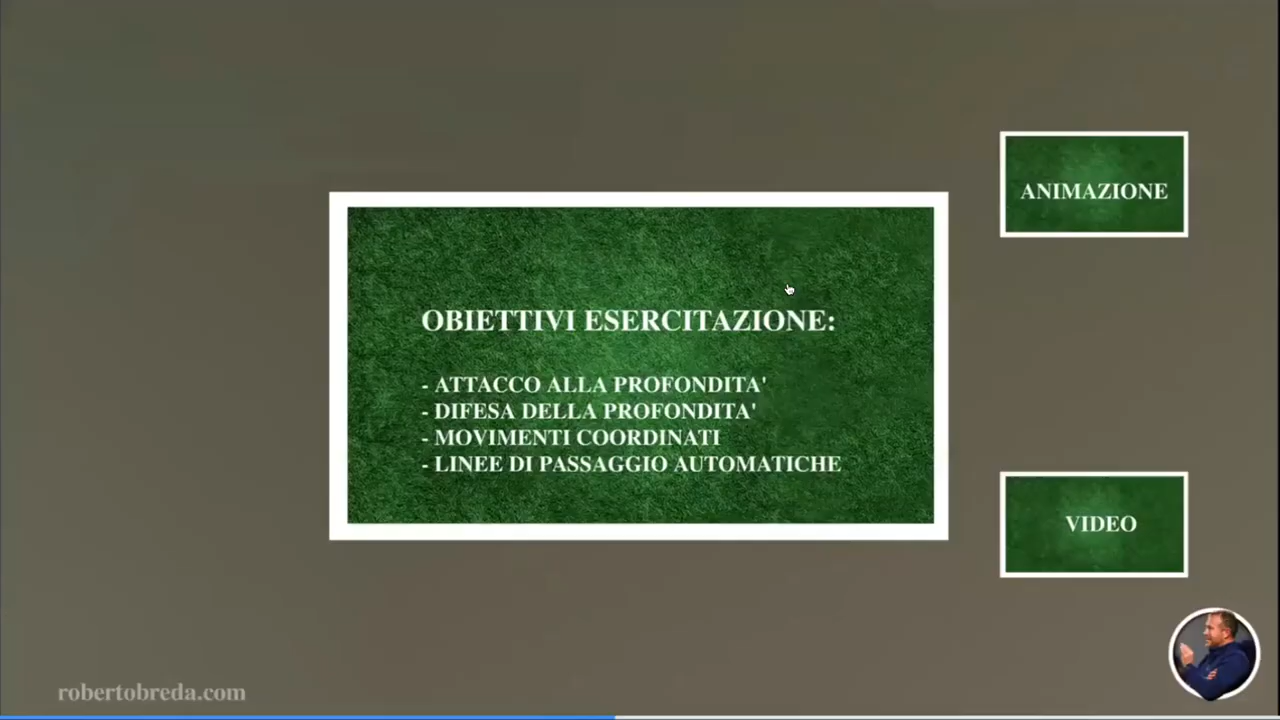 ANIMAZIONE
OBIETTIVI ESERCITAZIONE:
- ATTACCO ALLA PROFONDITA'
- DIFESA DELLA PROFONDITA'
- MOVIMENTI COORDINATI
- LINEE DI PASSAGGIO AUTOMATICHE
VIDEO
robertobreda.com